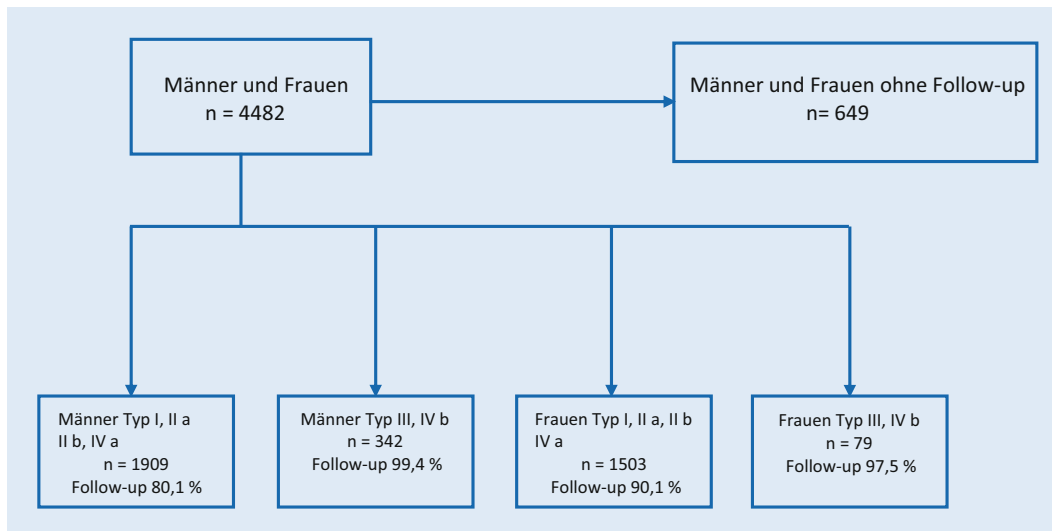 Männer und Frauen
n = 4482
Männer und Frauen ohne Follow-up
n= 649
Männer Typ I, II a
II b, IV a
n = 1909
Follow-up 80,1 %
Männer Typ III, IV b
n = 342
Follow-up 99,4 %
Frauen Typ I, II a, II b
IV a
n = 1503
Follow-up 90,1 %
Frauen Typ III, IV b
n = 79
Follow-up 97,5 %